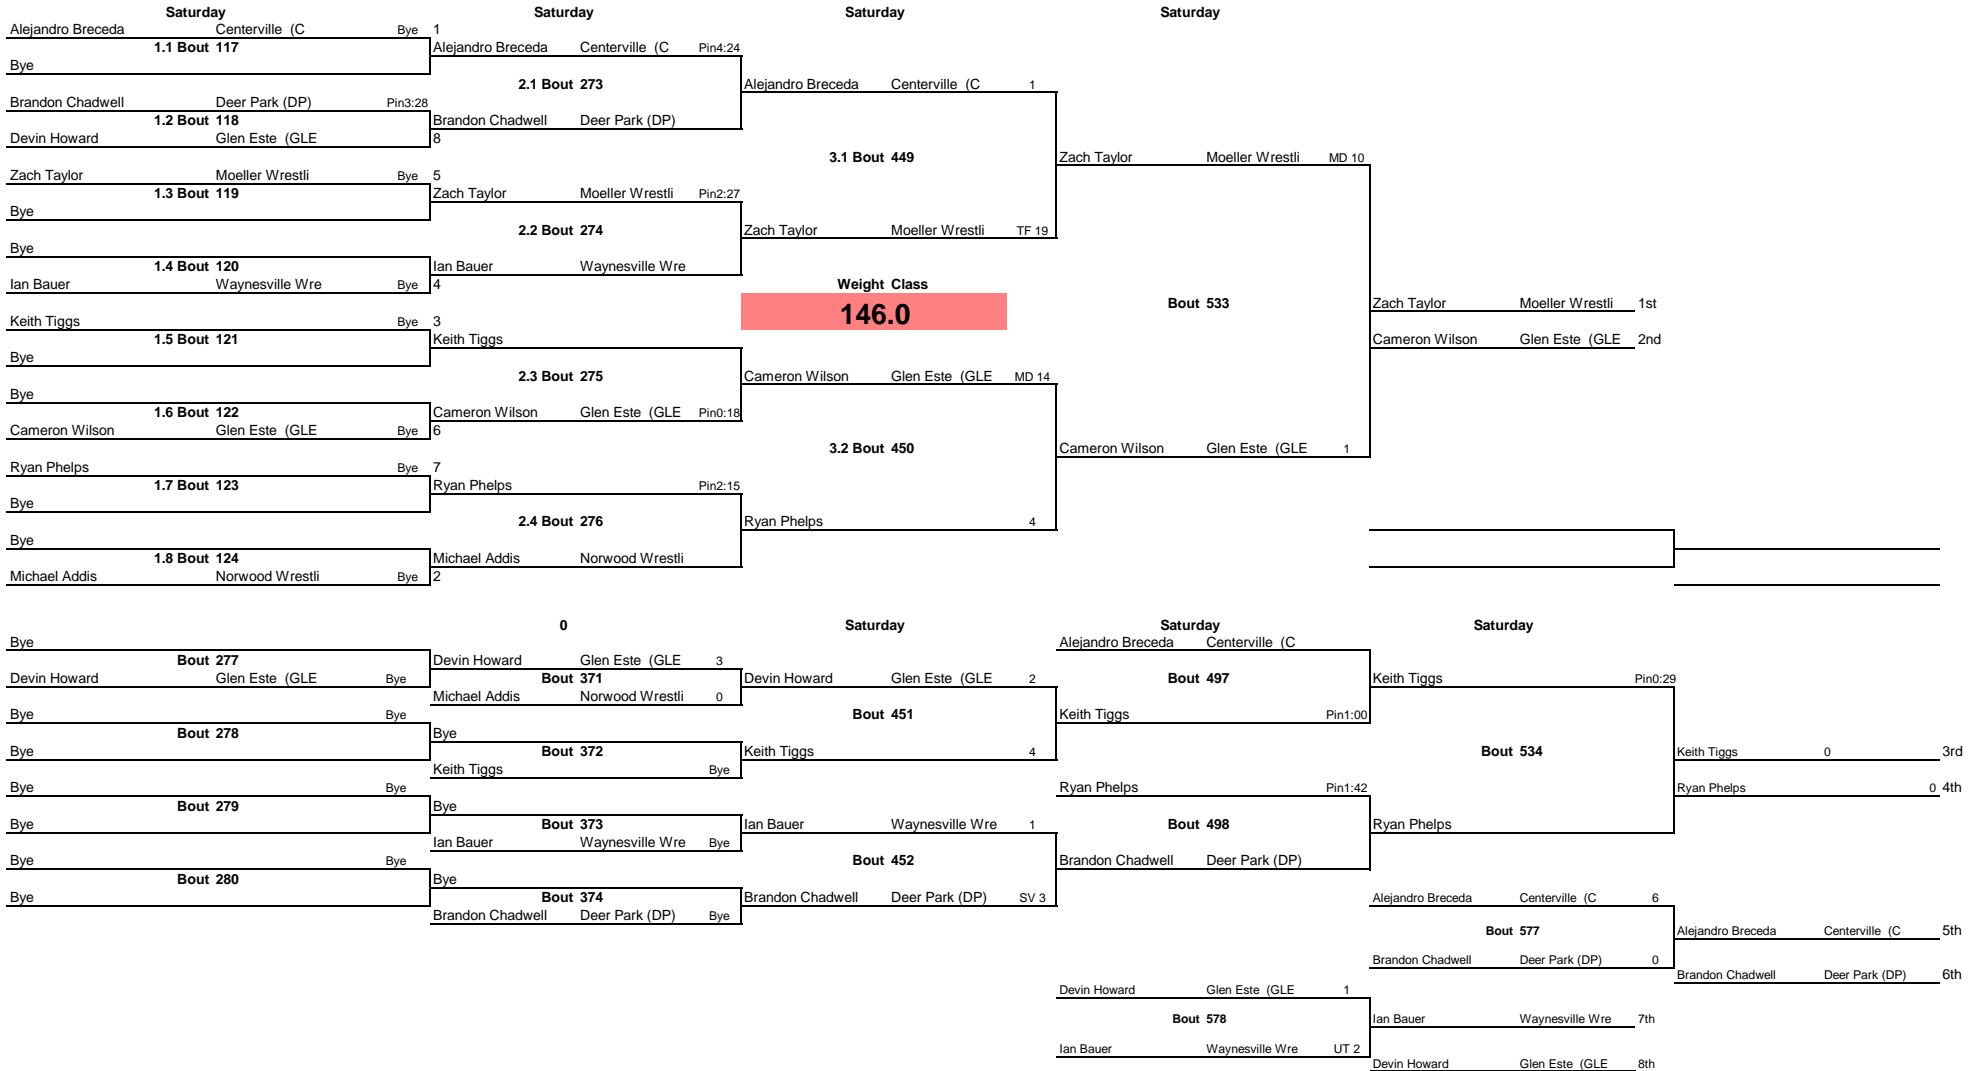 Saturday Saturday Saturday Saturday
Alejandro Breceda Centerville (C Bye 1
1.1 Bout 117 Alejandro Breceda Centerville (C Pin4:24
Bye
2.1 Bout 273 Alejandro Breceda Centerville (C 1
Brandon Chadwell Deer Park (DP) Pin3:28
1.2 Bout 118 Brandon Chadwell Deer Park (DP)
Devin Howard Glen Este (GLE 8
3.1 Bout 449 Zach Taylor Moeller Wrestli MD 10
Zach Taylor Moeller Wrestli Bye 5
1.3 Bout 119 Zach Taylor Moeller Wrestli Pin2:27
Bye
2.2 Bout 274 Zach Taylor Moeller Wrestli TF 19
Bye
1.4 Bout 120 Ian Bauer Waynesville Wre
Ian Bauer Waynesville Wre Bye 4 Weight Class
Bout 533 Zach Taylor Moeller Wrestli 1st
146.0
Keith Tiggs Bye 3
1.5 Bout 121 Keith Tiggs Cameron Wilson Glen Este (GLE 2nd
Bye
2.3 Bout 275 Cameron Wilson Glen Este (GLE MD 14
Bye
1.6 Bout 122 Cameron Wilson Glen Este (GLE Pin0:18
Cameron Wilson Glen Este (GLE Bye 6
3.2 Bout 450 Cameron Wilson Glen Este (GLE 1
Ryan Phelps Bye 7
1.7 Bout 123 Ryan Phelps Pin2:15
Bye
2.4 Bout 276 Ryan Phelps 4
Bye
1.8 Bout 124 Michael Addis Norwood Wrestli
Michael Addis Norwood Wrestli Bye 2
0 Saturday Saturday Saturday
Bye Alejandro Breceda Centerville (C
Bout 277 Devin Howard Glen Este (GLE 3
Devin Howard Glen Este (GLE Bye Bout 371 Devin Howard Glen Este (GLE 2 Bout 497 Keith Tiggs Pin0:29
Michael Addis Norwood Wrestli 0
Bye Bye Bout 451 Keith Tiggs Pin1:00
Bout 278 Bye
Bye Bout 372 Keith Tiggs 4 Bout 534 Keith Tiggs 0 3rd
Keith Tiggs Bye
Bye Bye Ryan Phelps Pin1:42 Ryan Phelps 0 4th
Bout 279 Bye
Bye Bout 373 Ian Bauer Waynesville Wre 1 Bout 498 Ryan Phelps
Ian Bauer Waynesville Wre Bye
Bye Bye Bout 452 Brandon Chadwell Deer Park (DP)
Bout 280 Bye
Bye Bout 374 Brandon Chadwell Deer Park (DP) SV 3 Alejandro Breceda Centerville (C 6
Brandon Chadwell Deer Park (DP) Bye
Bout 577 Alejandro Breceda Centerville (C 5th
Brandon Chadwell Deer Park (DP) 0
Brandon Chadwell Deer Park (DP) 6th
Devin Howard Glen Este (GLE 1
Bout 578 Ian Bauer Waynesville Wre 7th
Ian Bauer Waynesville Wre UT 2
Devin Howard Glen Este (GLE 8th